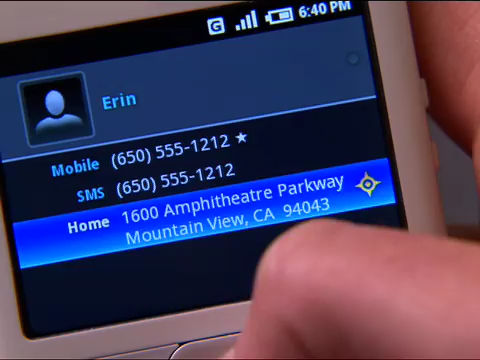 G 6:40 PM
Erin
Mobile (650) 555-1212 ★
SMS (650) 555-1212
Home 1600 Amphitheatre Parkway
Mountain View, CA 94043